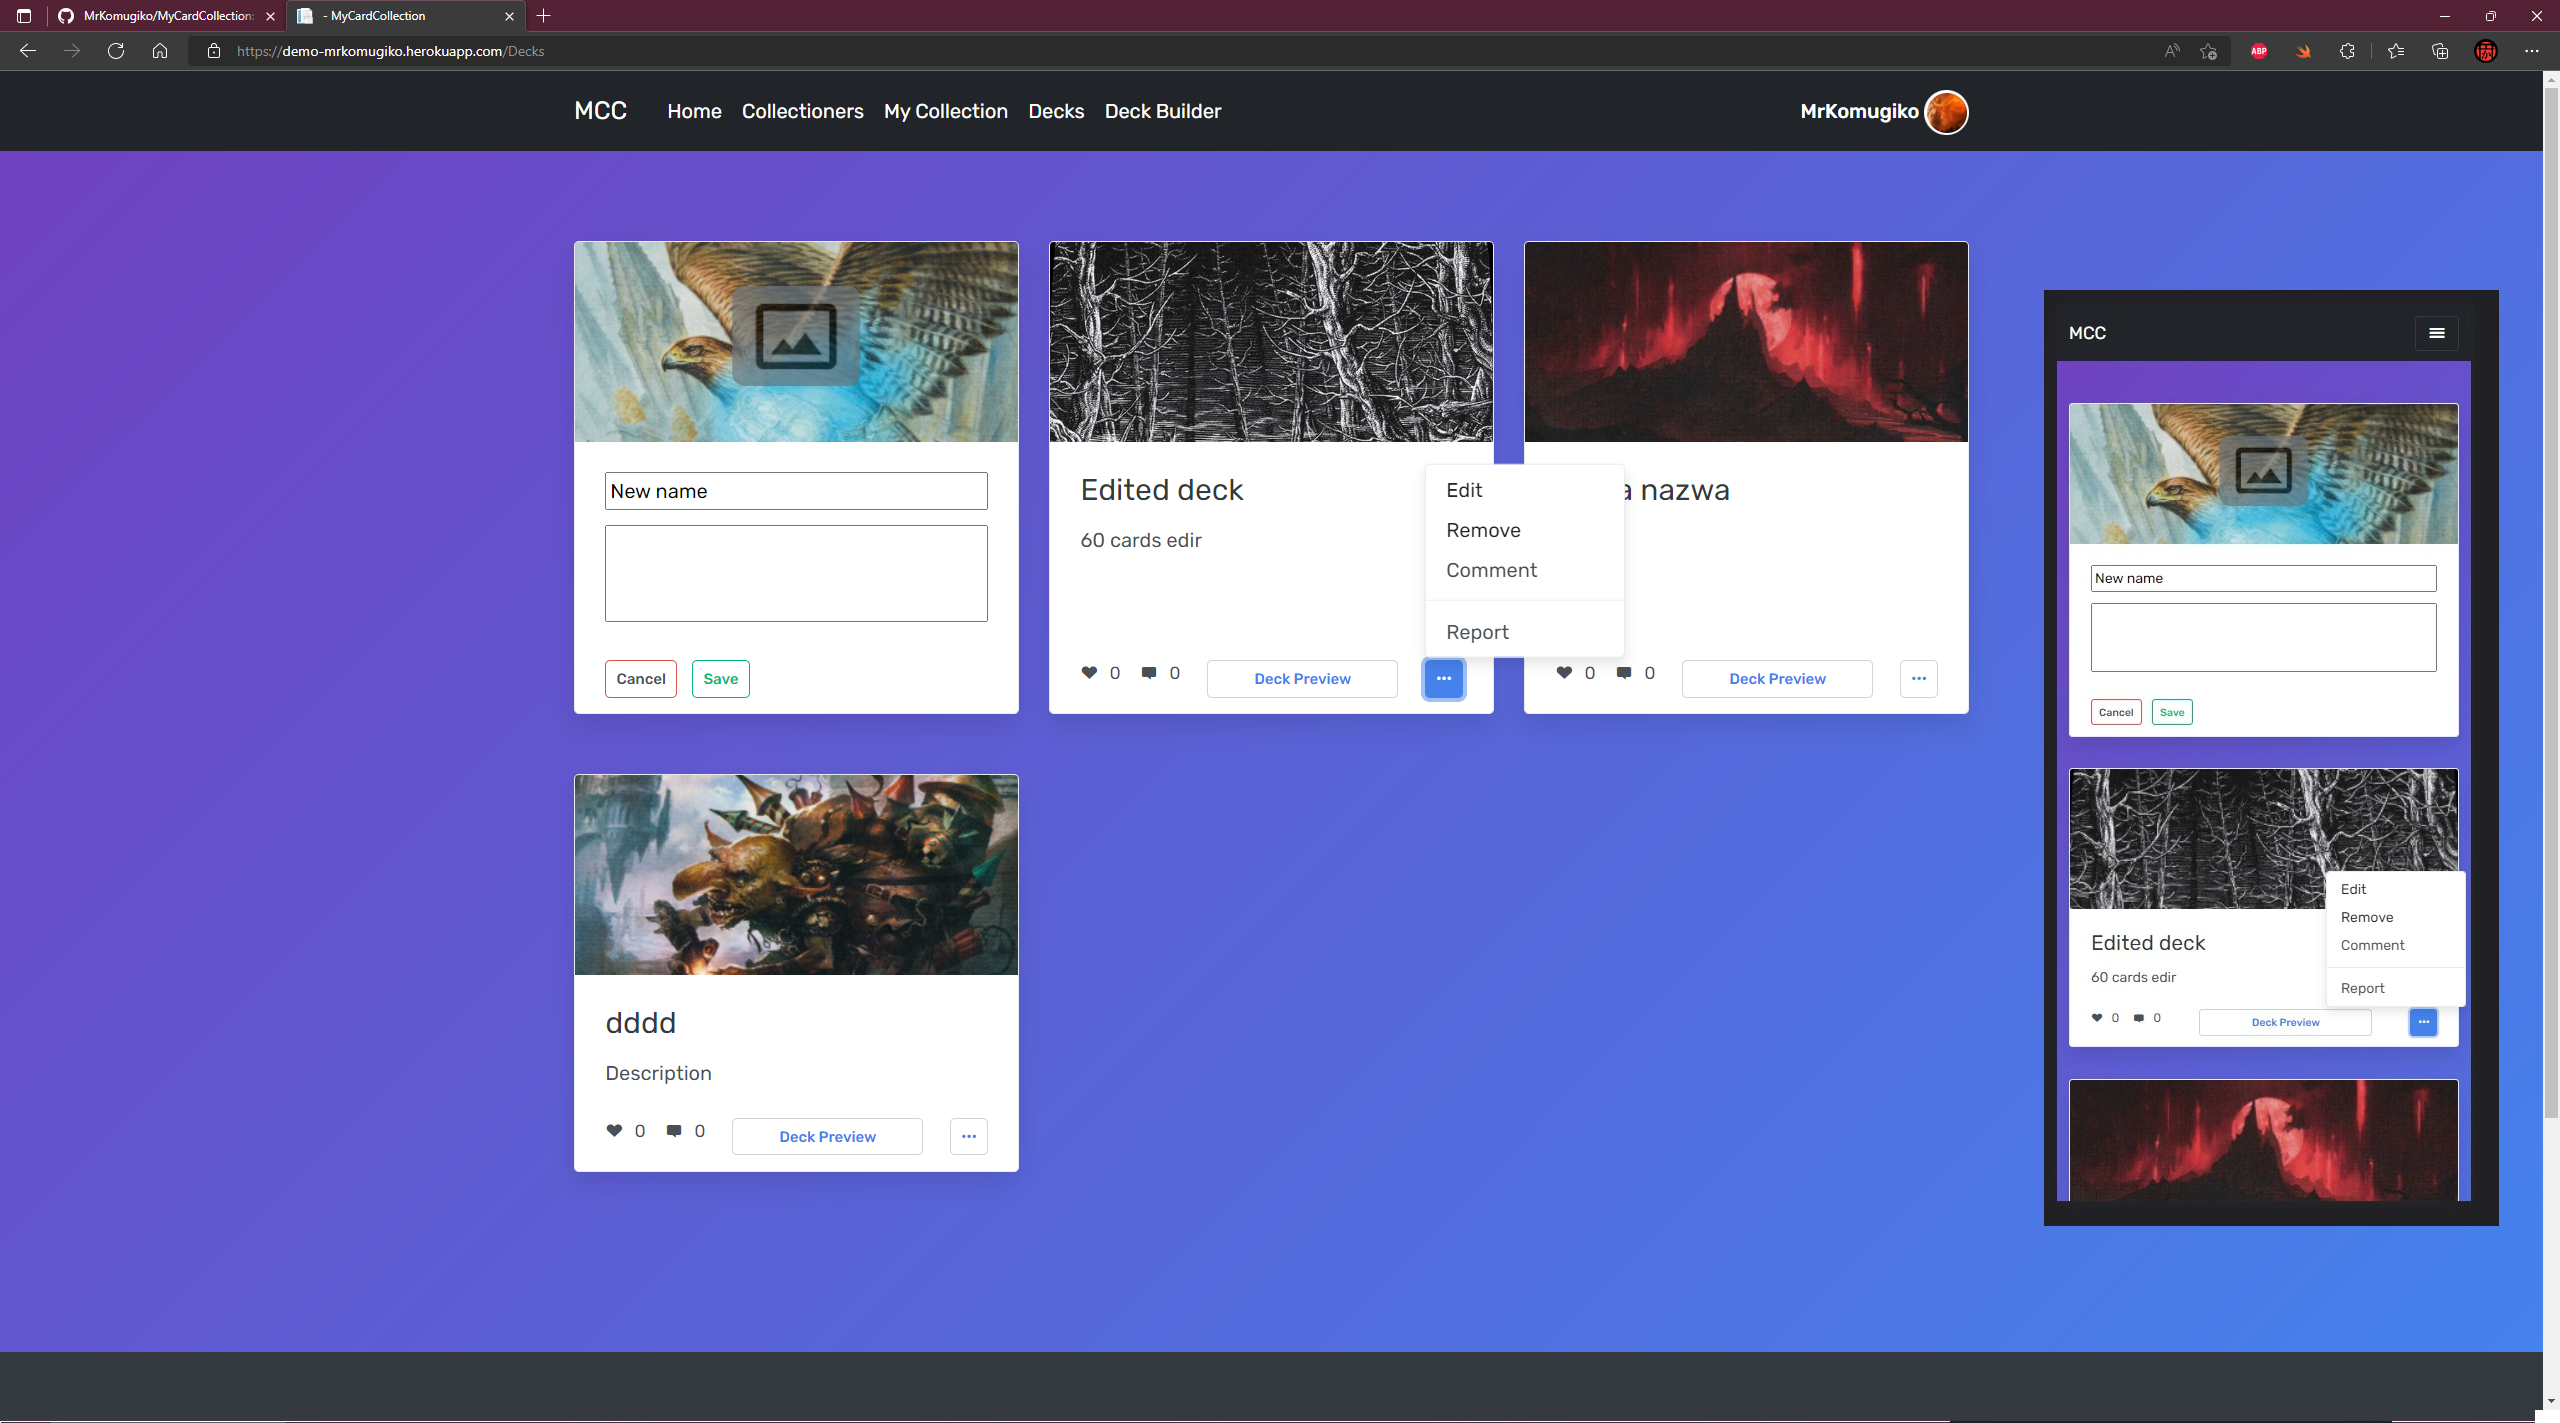 MrKomugiko/MyCardCollection:
- MyCardCollection
https://demo-mrkomugiko.herokuapp.com/Decks
ABP
MCC
Home
Collectioners
My Collection
Decks
Deck Builder
MrKomugiko
New name
Cancel
Save
Edited deck
60 cards edir
0
0
Deck Preview
Edit
Remove
Comment
Report
a nazwa
0
0
Deck Preview
dddd
Description
0
0
Deck Preview
MCC
New name
Cancel
Save
Edited deck
60 cards edir
0
0
Deck Preview
Edit
Remove
Comment
Report